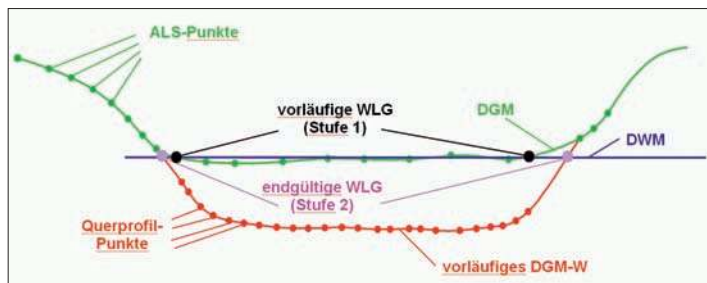 ALS-Punkte
vorläufige WLG
(Stufe 1)
DGM
DWM
endgültige WLG
(Stufe 2)
Querprofil-
Punkte
vorläufiges DGM-W